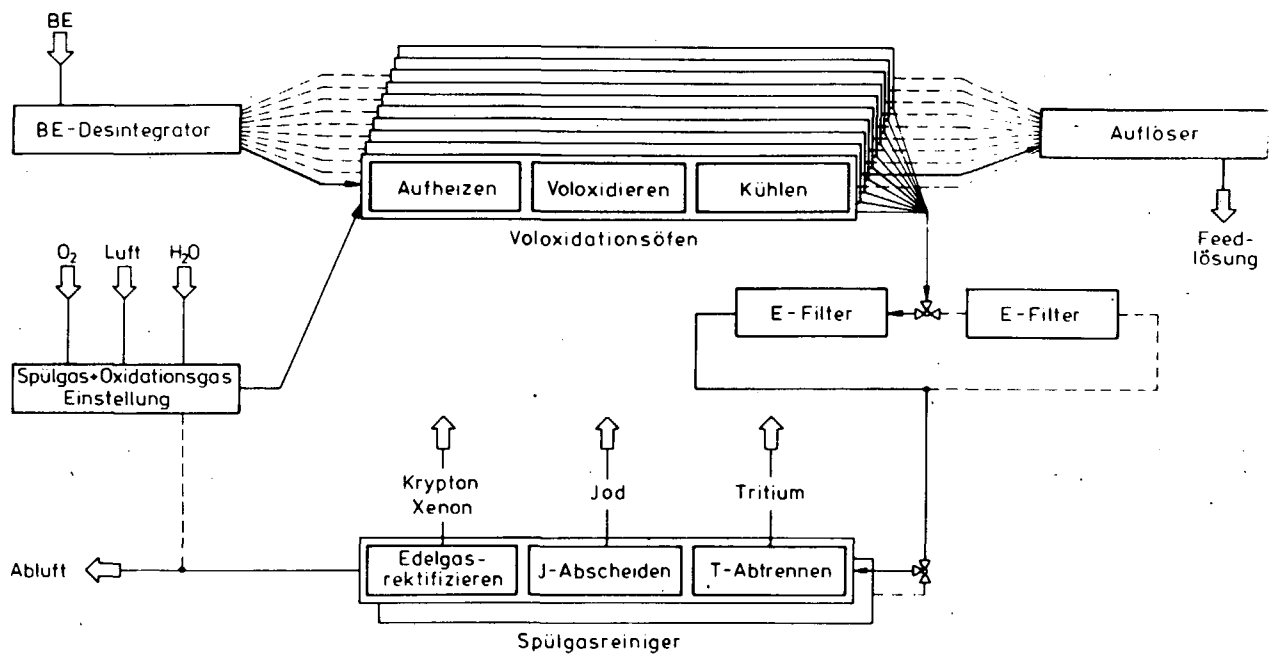 BE
BE-Desintegrator
Auflöser
Aufheizen
Voloxidieren
Kühlen
Voloxidationsöfen
Feed-
lösung
O₂
Luft
H₂O
E-Filter
E-Filter
Spülgas+Oxidationsgas
Einstellung
Krypton
Xenon
Jod
Tritium
Abluft
Edelgas-
rektifizieren
J-Abscheiden
T-Abtrennen
Spülgasreiniger